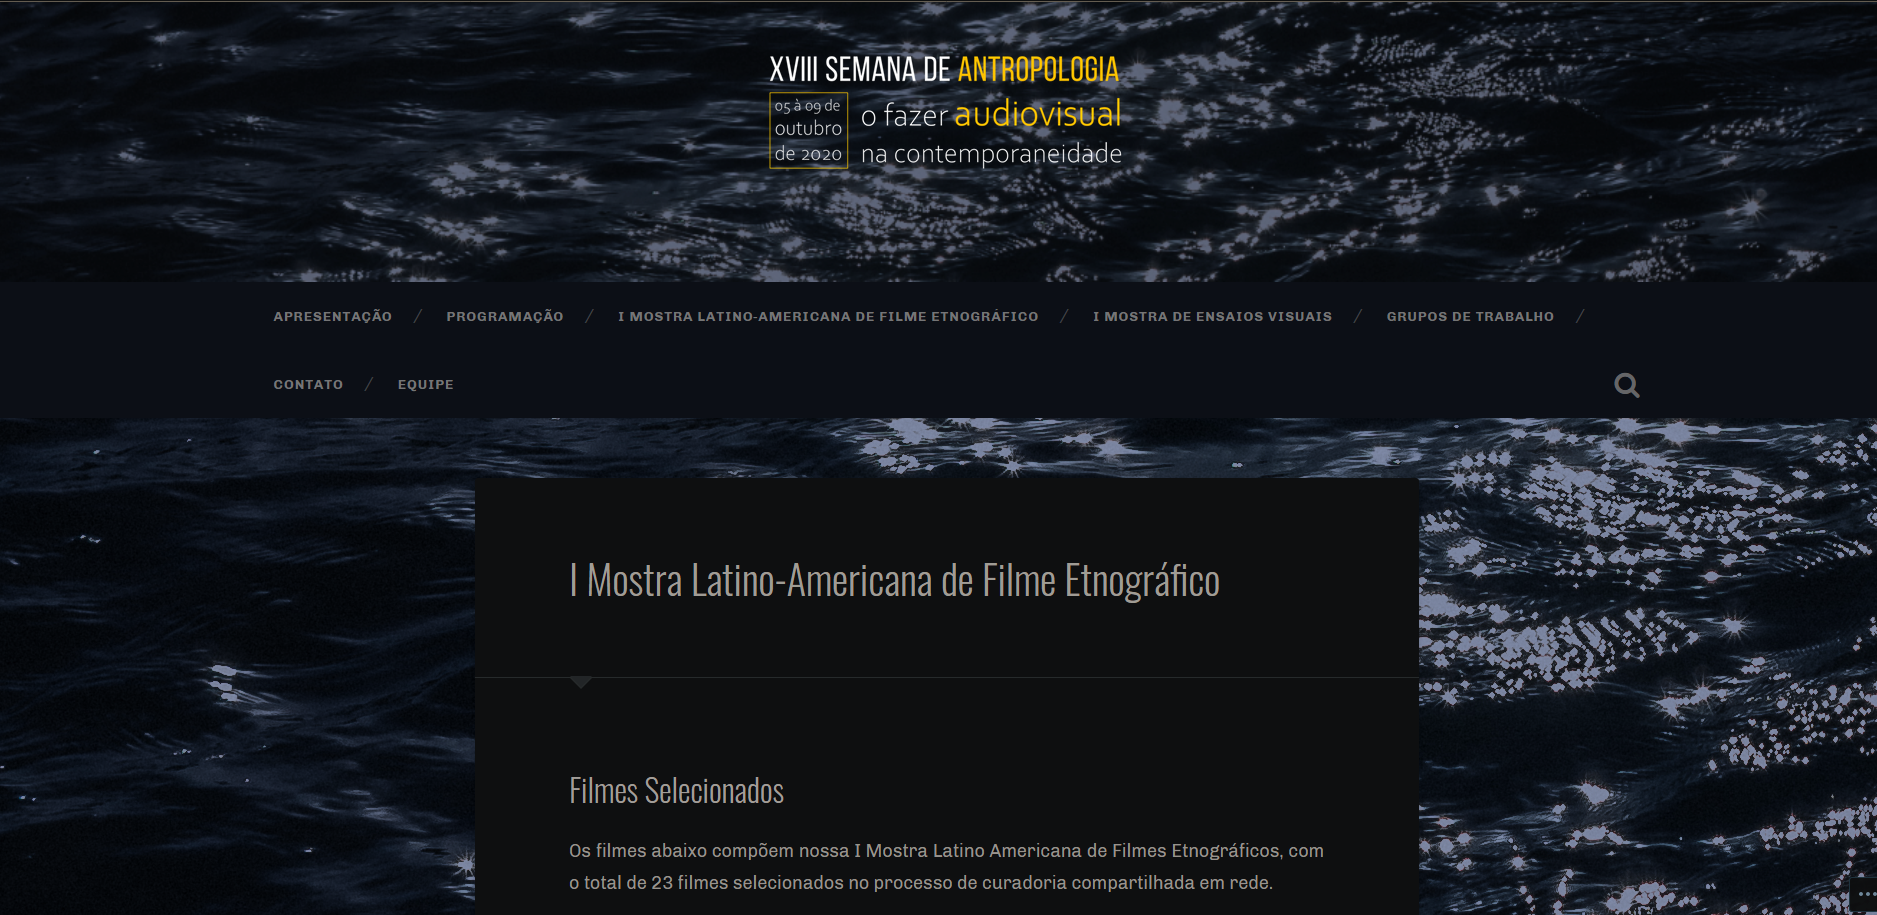 XVIII SEMANA DE ANTROPOLOGIA
05 à 09 de
outubro
de 2020
o fazer audiovisual
na contemporaneidade
APRESENTAÇÃO / PROGRAMAÇÃO / I MOSTRA LATINO-AMERICANA DE FILME ETNOGRÁFICO / I MOSTRA DE ENSAIOS VISUAIS / GRUPOS DE TRABALHO /
CONTATO / EQUIPE
I Mostra Latino-Americana de Filme Etnográfico
Filmes Selecionados
Os filmes abaixo compõem nossa I Mostra Latino Americana de Filmes Etnográficos, com
o total de 23 filmes selecionados no processo de curadoria compartilhada em rede.